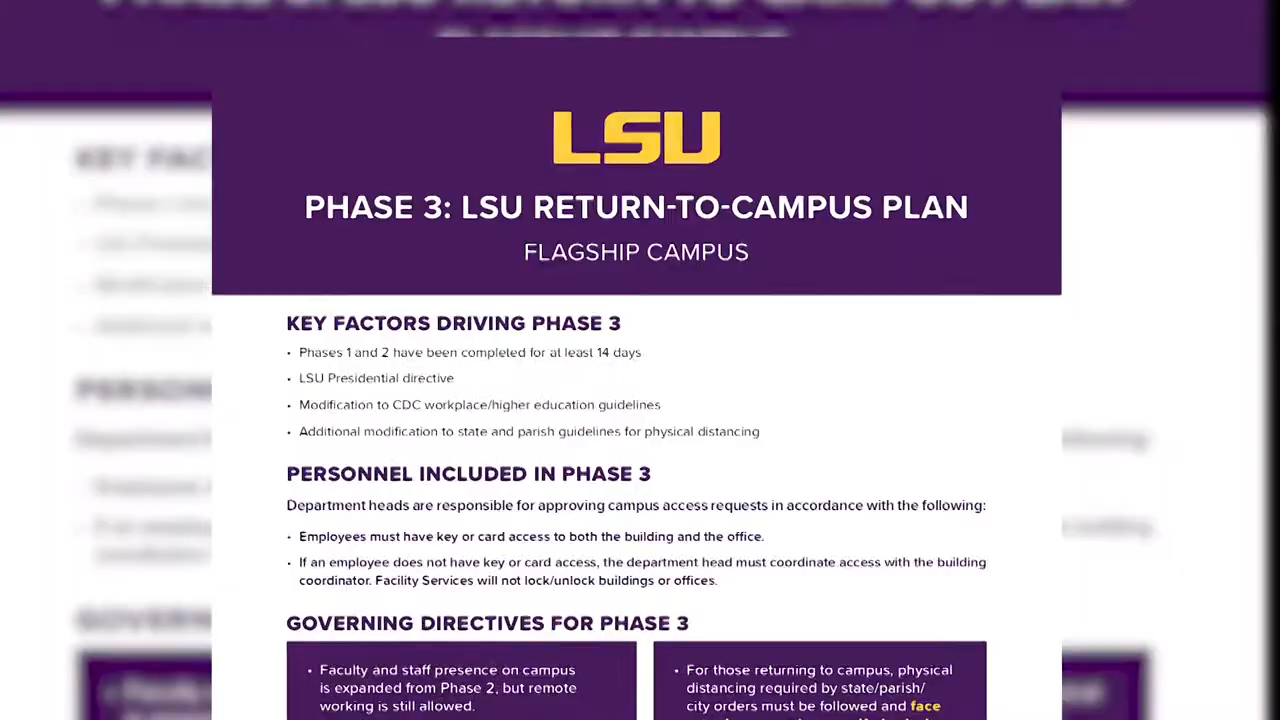 LSU
PHASE 3: LSU RETURN-TO-CAMPUS PLAN
FLAGSHIP CAMPUS
KEY FACTORS DRIVING PHASE 3
• Phases 1 and 2 have been completed for at least 14 days
• LSU Presidential directive
• Modification to CDC workplace/higher education guidelines
• Additional modification to state and parish guidelines for physical distancing
PERSONNEL INCLUDED IN PHASE 3
Department heads are responsible for approving campus access requests in accordance with the following:
• Employees must have key or card access to both the building and the office.
• If an employee does not have key or card access, the department head must coordinate access with the building
coordinator. Facility Services will not lock/unlock buildings or offices.
GOVERNING DIRECTIVES FOR PHASE 3
• Faculty and staff presence on campus
is expanded from Phase 2, but remote
working is still allowed.
• For those returning to campus, physical
distancing required by state/parish/
city orders must be followed and face